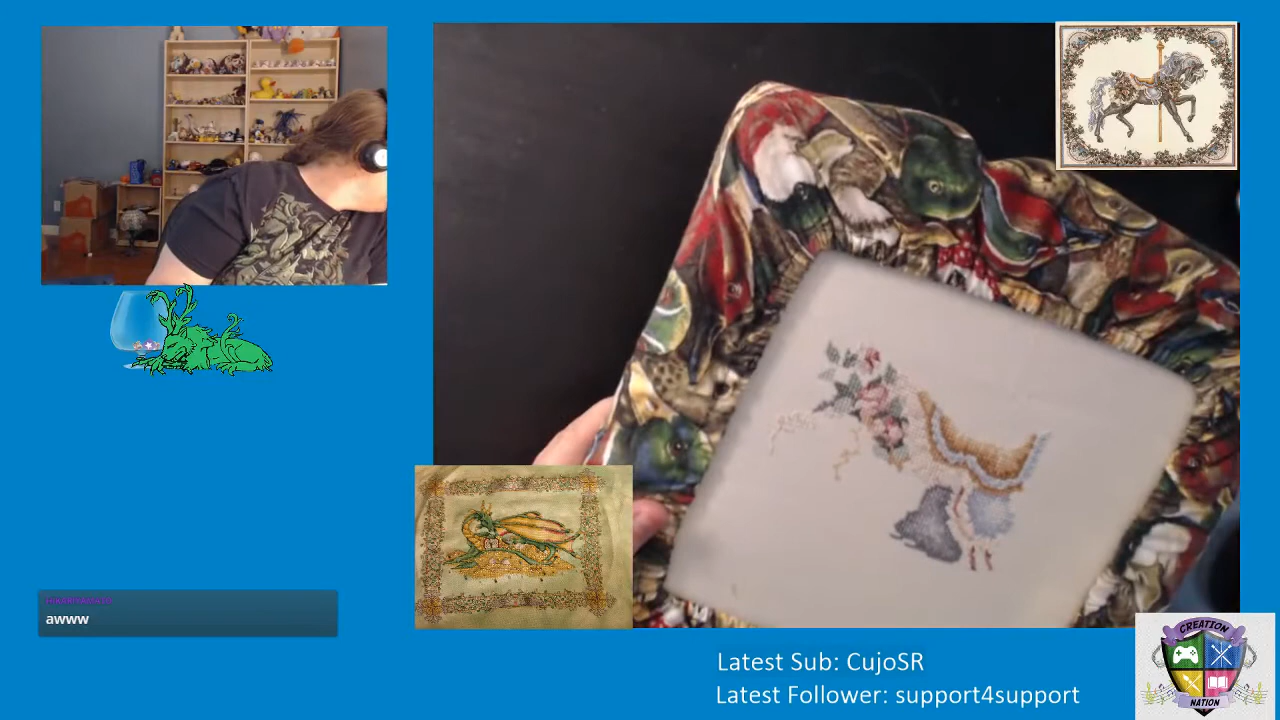 awww
Latest Sub: CujoSR
Latest Follower: support4support
CREATION
NATION